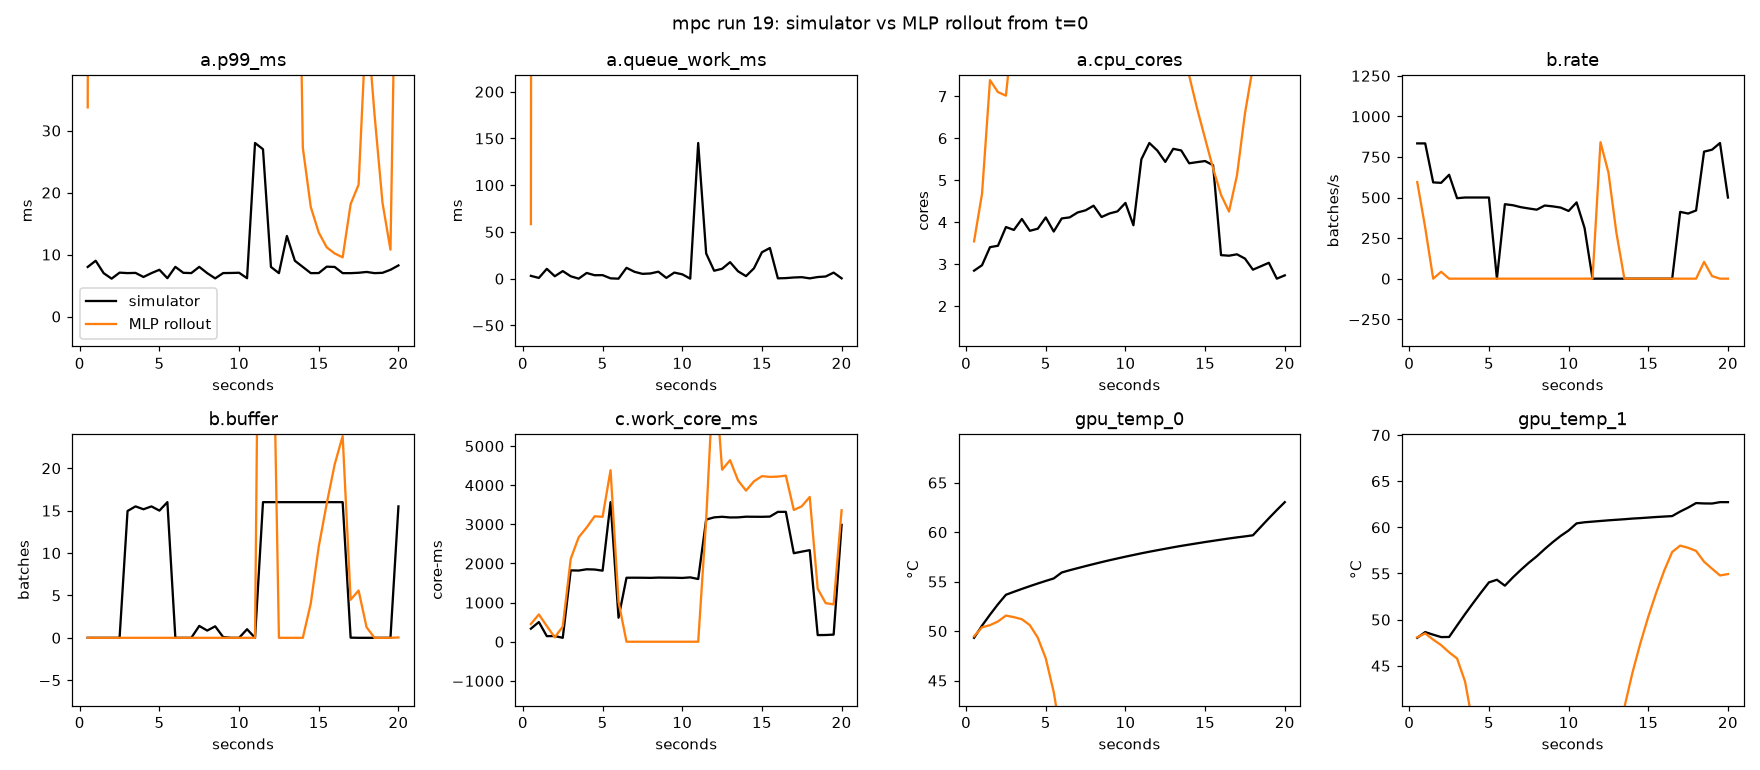 mpc run 19: simulator vs MLP rollout from t=0
a.p99_ms
ms
30
20
10
0
simulator
MLP rollout
0 5 10 15 20
seconds
a.queue_work_ms
ms
200
150
100
50
0
−50
0 5 10 15 20
seconds
a.cpu_cores
cores
7
6
5
4
3
2
0 5 10 15 20
seconds
b.rate
batches/s
1250
1000
750
500
250
0
−250
0 5 10 15 20
seconds
b.buffer
batches
20
15
10
5
0
−5
0 5 10 15 20
seconds
c.work_core_ms
core-ms
5000
4000
3000
2000
1000
0
−1000
0 5 10 15 20
seconds
gpu_temp_0
°C
65
60
55
50
45
0 5 10 15 20
seconds
gpu_temp_1
°C
70
65
60
55
50
45
0 5 10 15 20
seconds